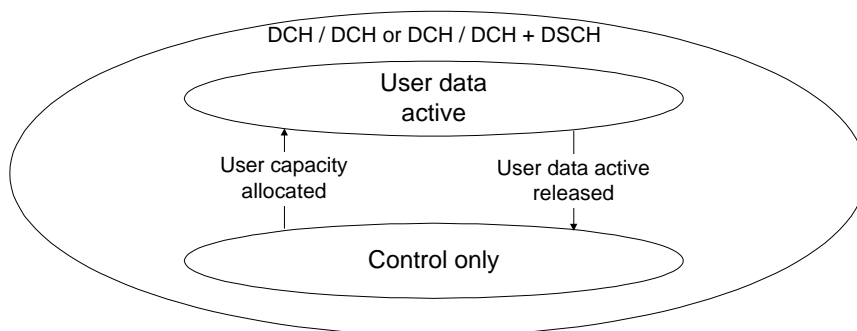 DCH / DCH or DCH / DCH + DSCH
User data
active
User capacity
allocated
User data active
released
Control only